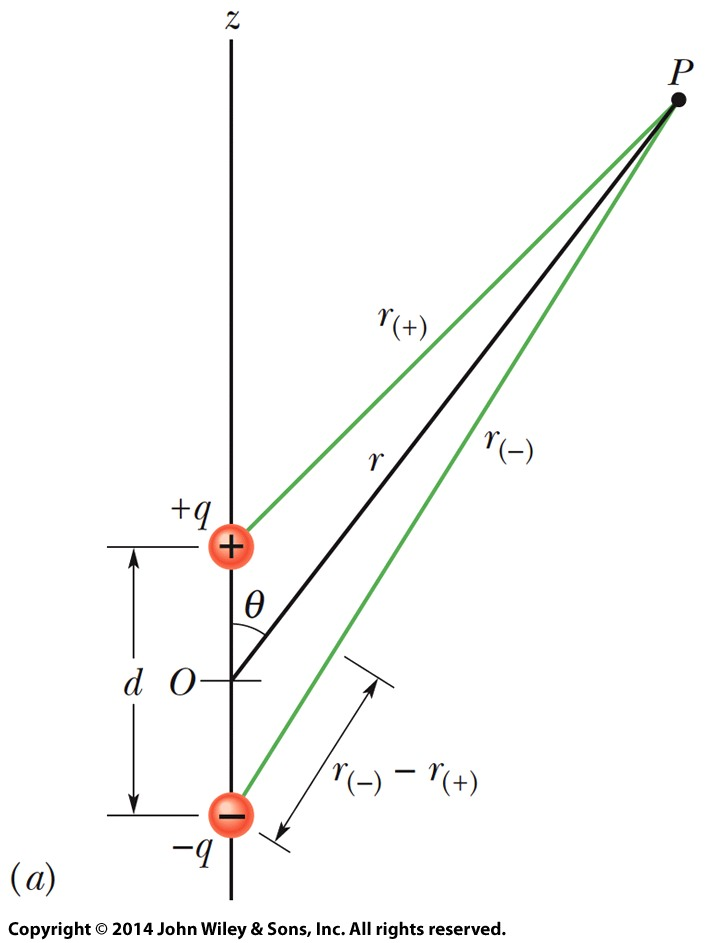 z
P
r(+)
r(−)
r
+q
+
θ
d
O
r(−) − r(+)
−
−q
(a)
Copyright © 2014 John Wiley & Sons, Inc. All rights reserved.